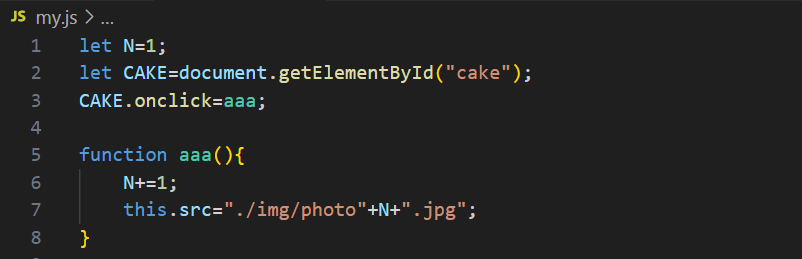 JS my.js > ...
1 let N=1;
2 let CAKE=document.getElementById("cake");
3 CAKE.onclick=aaa;
4
5 function aaa(){
6     N+=1;
7     this.src="./img/photo"+N+".jpg";
8 }